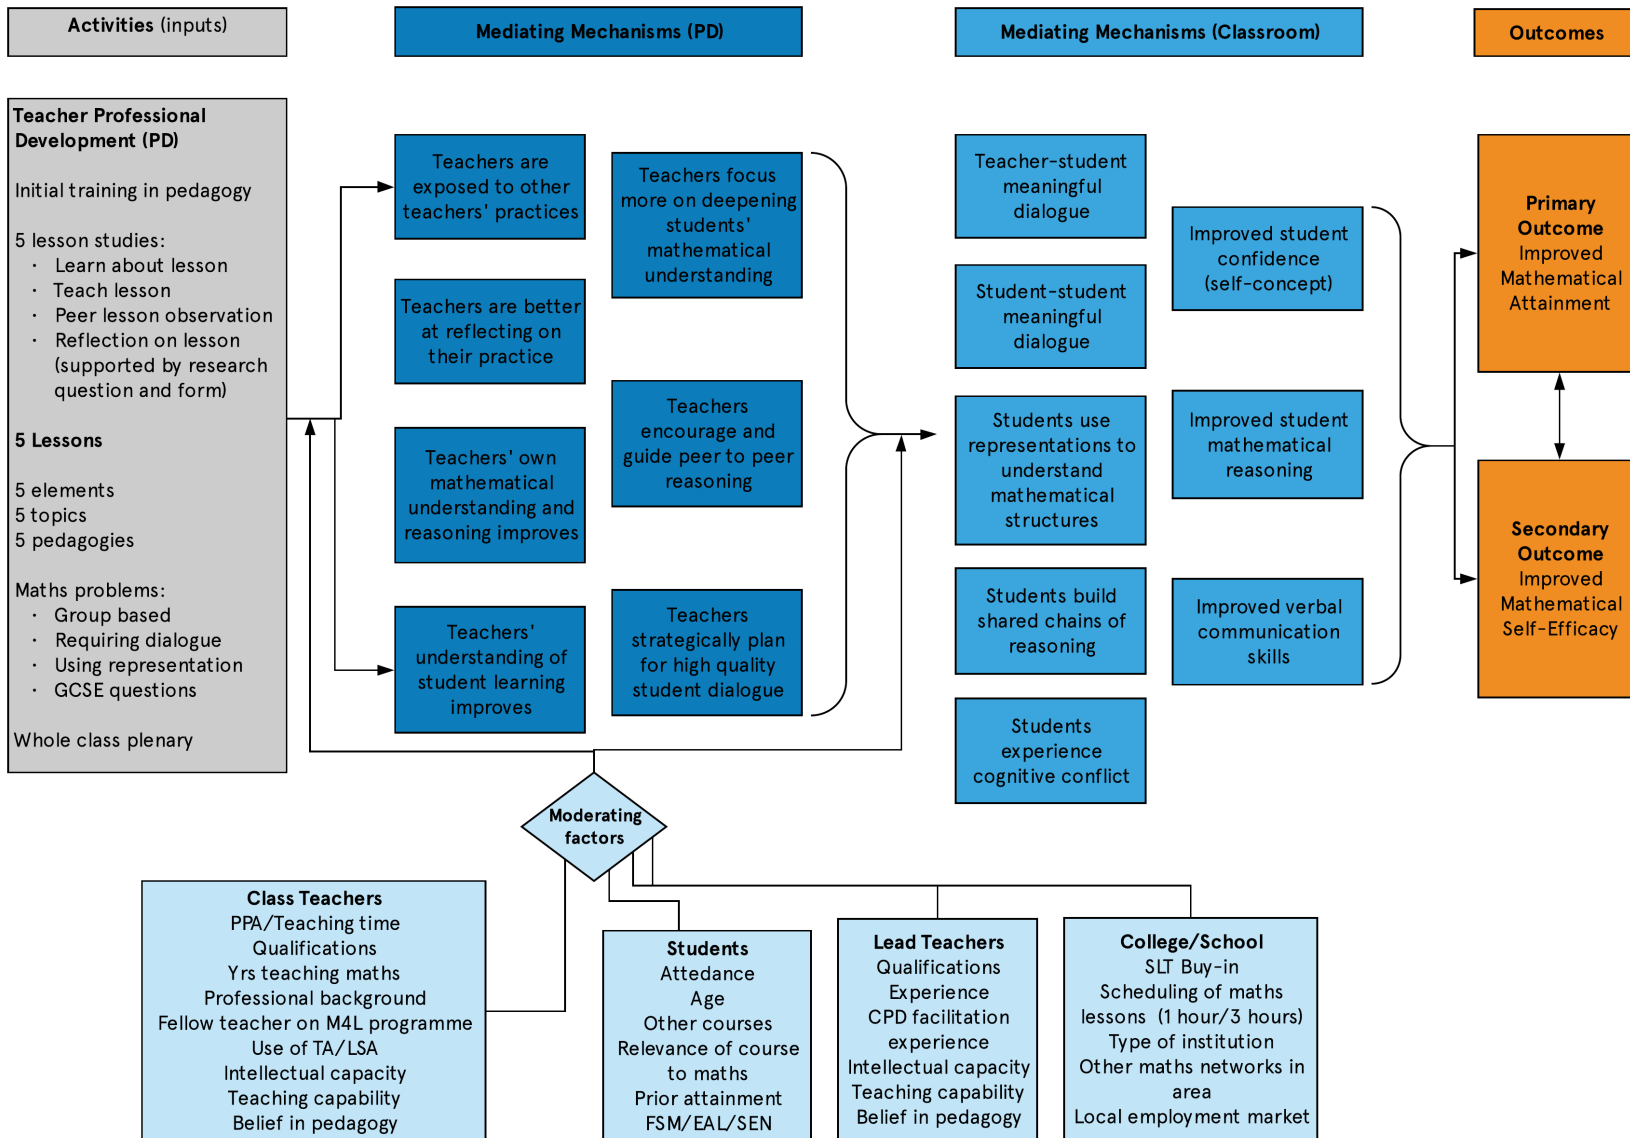 Activities (inputs)
Mediating Mechanisms (PD)
Mediating Mechanisms (Classroom)
Outcomes
Teacher Professional
Development (PD)
Initial training in pedagogy
5 lesson studies:
· Learn about lesson
· Teach lesson
· Peer lesson observation
· Reflection on lesson
(supported by research
question and form)
5 Lessons
5 elements
5 topics
5 pedagogies
Maths problems:
· Group based
· Requiring dialogue
· Using representation
· GCSE questions
Whole class plenary
Teachers are
exposed to other
teachers' practices
Teachers are better
at reflecting on
their practice
Teachers' own
mathematical
understanding and
reasoning improves
Teachers'
understanding of
student learning
improves
Teachers focus
more on deepening
students'
mathematical
understanding
Teachers
encourage and
guide peer to peer
reasoning
Teachers
strategically plan
for high quality
student dialogue
Teacher-student
meaningful
dialogue
Student-student
meaningful
dialogue
Students use
representations to
understand
mathematical
structures
Students build
shared chains of
reasoning
Students
experience
cognitive conflict
Improved student
confidence
(self-concept)
Improved student
mathematical
reasoning
Improved verbal
communication
skills
Primary
Outcome
Improved
Mathematical
Attainment
Secondary
Outcome
Improved
Mathematical
Self-Efficacy
Moderating
factors
Class Teachers
PPA/Teaching time
Qualifications
Yrs teaching maths
Professional background
Fellow teacher on M4L programme
Use of TA/LSA
Intellectual capacity
Teaching capability
Belief in pedagogy
Students
Attedance
Age
Other courses
Relevance of course
to maths
Prior attainment
FSM/EAL/SEN
Lead Teachers
Qualifications
Experience
CPD facilitation
experience
Intellectual capacity
Teaching capability
Belief in pedagogy
College/School
SLT Buy-in
Scheduling of maths
lessons (1 hour/3 hours)
Type of institution
Other maths networks in
area
Local employment market